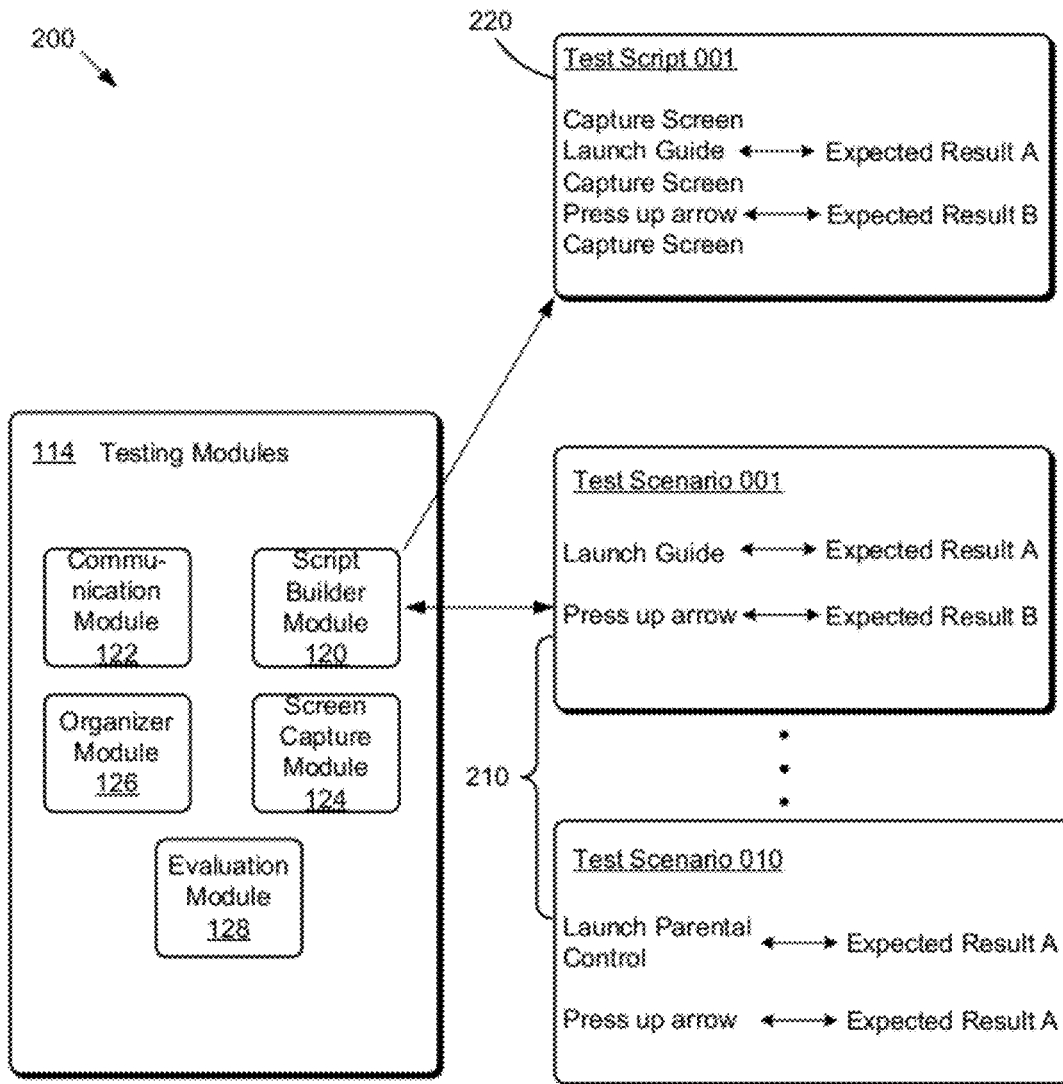 200
220
Test Script 001
Capture Screen
Launch Guide Expected Result A
Capture Screen
Press up arrow Expected Result B
Capture Screen
114 Testing Modules
Commu-
nication
Module
122
Script
Builder
Module
120
Organizer
Module
126
Screen
Capture
Module
124
Evaluation
Module
128
Test Scenario 001
Launch Guide Expected Result A
Press up arrow Expected Result B
210
Test Scenario 010
Launch Parental
Control Expected Result A
Press up arrow Expected Result A